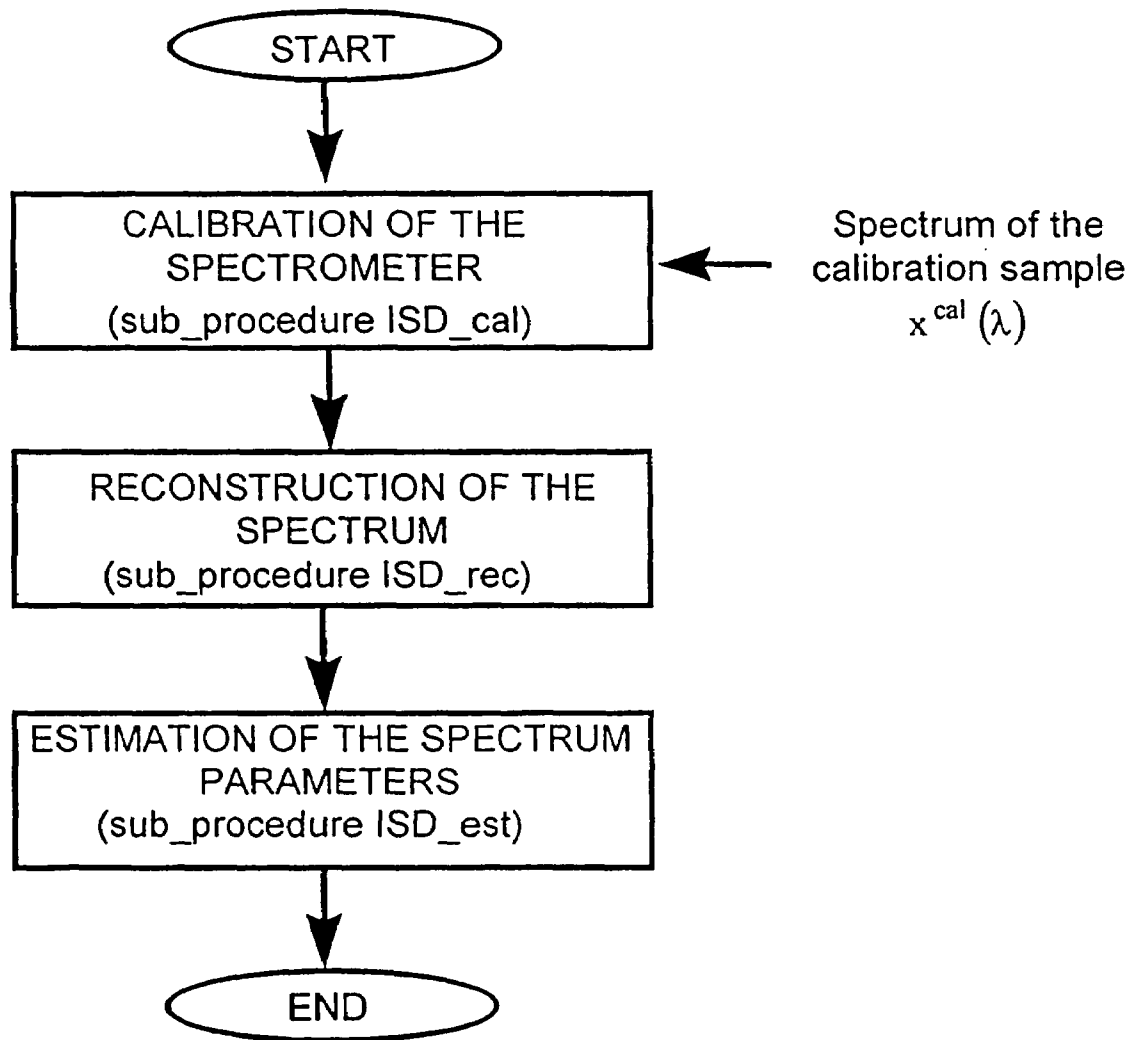 START
CALIBRATION OF THE
SPECTROMETER
(sub_procedure ISD_cal)
Spectrum of the
calibration sample
x^cal (λ)
RECONSTRUCTION OF THE
SPECTRUM
(sub_procedure ISD_rec)
ESTIMATION OF THE SPECTRUM
PARAMETERS
(sub_procedure ISD_est)
END